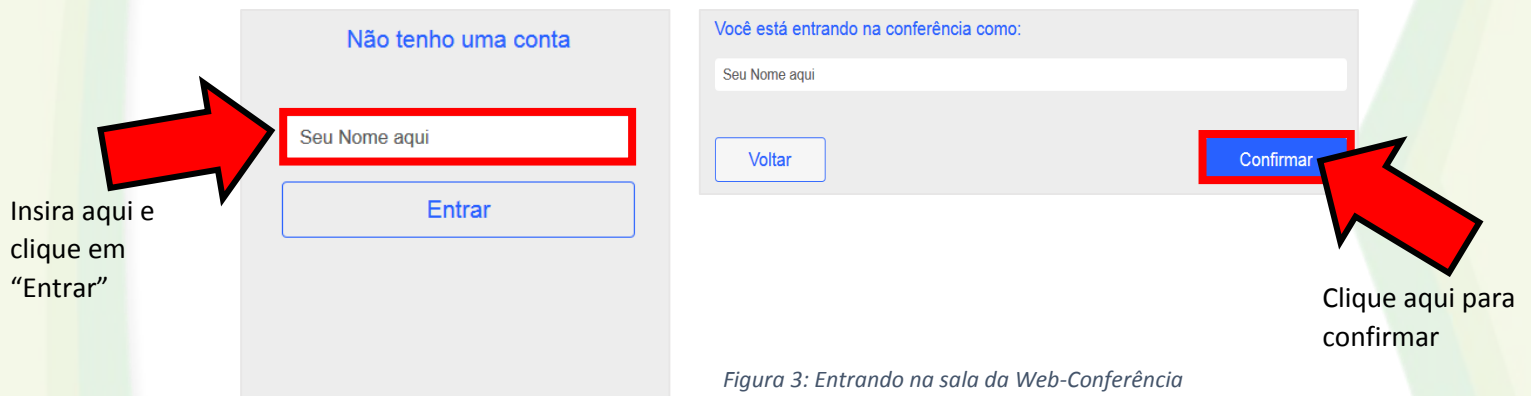 Não tenho uma conta
Seu Nome aqui
Entrar
Insira aqui e
clique em
“Entrar”
Você está entrando na conferência como:
Seu Nome aqui
Voltar
Confirmar
Clique aqui para
confirmar
Figura 3: Entrando na sala da Web-Conferência